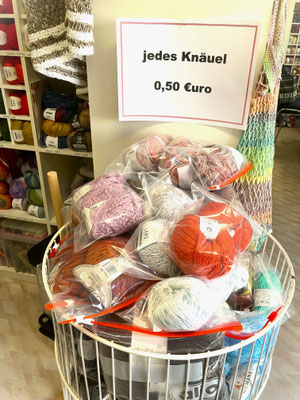 jedes Knäuel
0,50 €uro